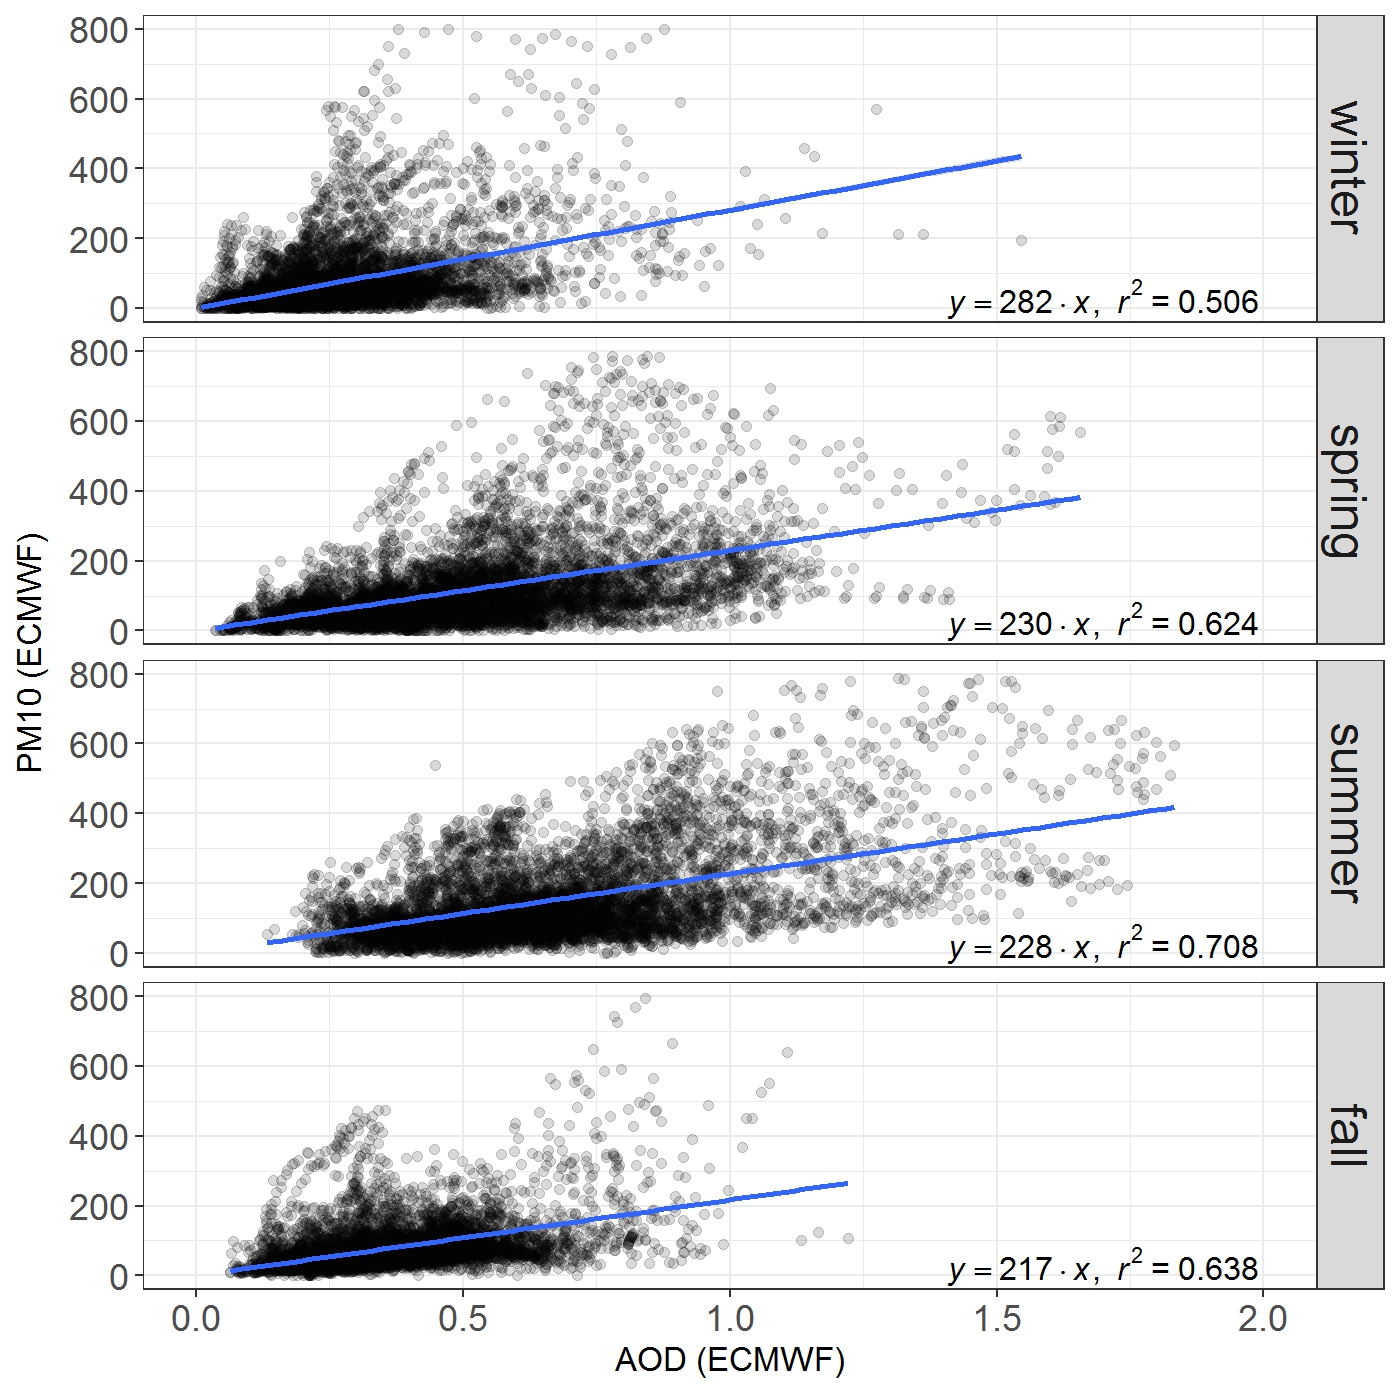 800
600
400
200
0
winter
y = 282 · x, r² = 0.506
800
600
400
200
0
spring
y = 230 · x, r² = 0.624
PM10 (ECMWF)
800
600
400
200
0
summer
y = 228 · x, r² = 0.708
800
600
400
200
0
fall
y = 217 · x, r² = 0.638
0.0 0.5 1.0 1.5 2.0
AOD (ECMWF)